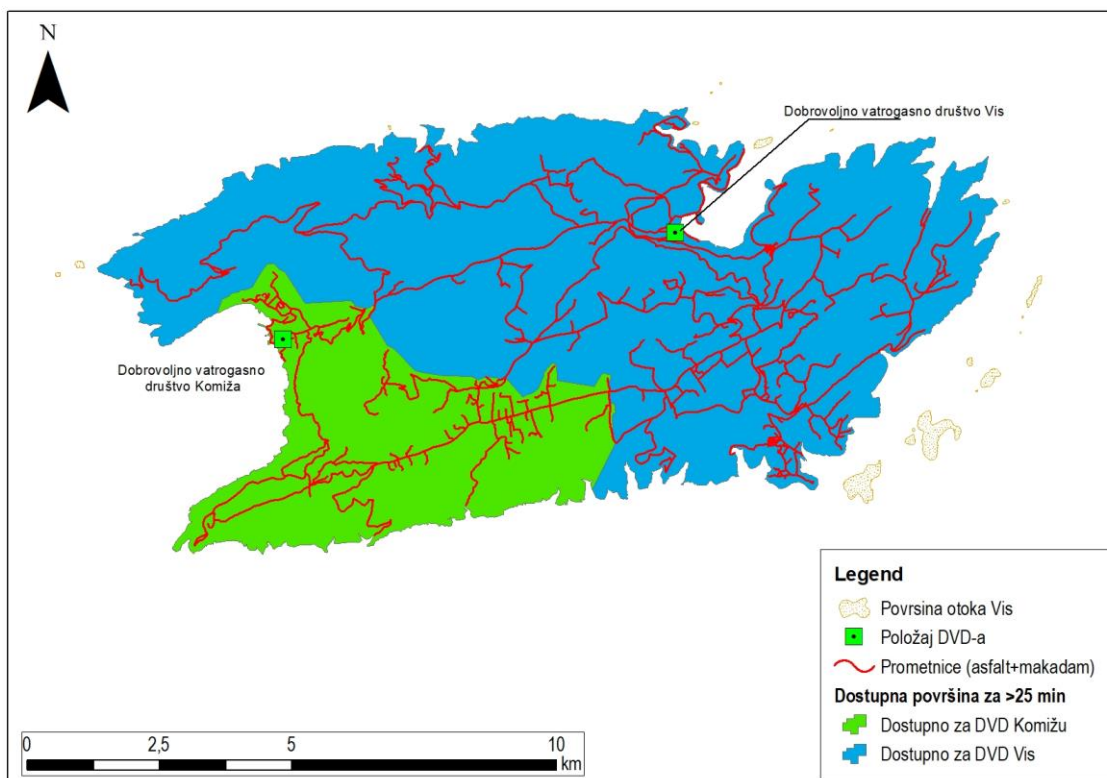 N
Dobrovoljno vatrogasno društvo Vis
Dobrovoljno vatrogasno
društvo Komiža
Legend
Povrsina otoka Vis
Položaj DVD-a
Prometnice (asfalt+makadam)
Dostupna površina za >25 min
Dostupno za DVD Komižu
Dostupno za DVD Vis
0 2,5 5 10
km